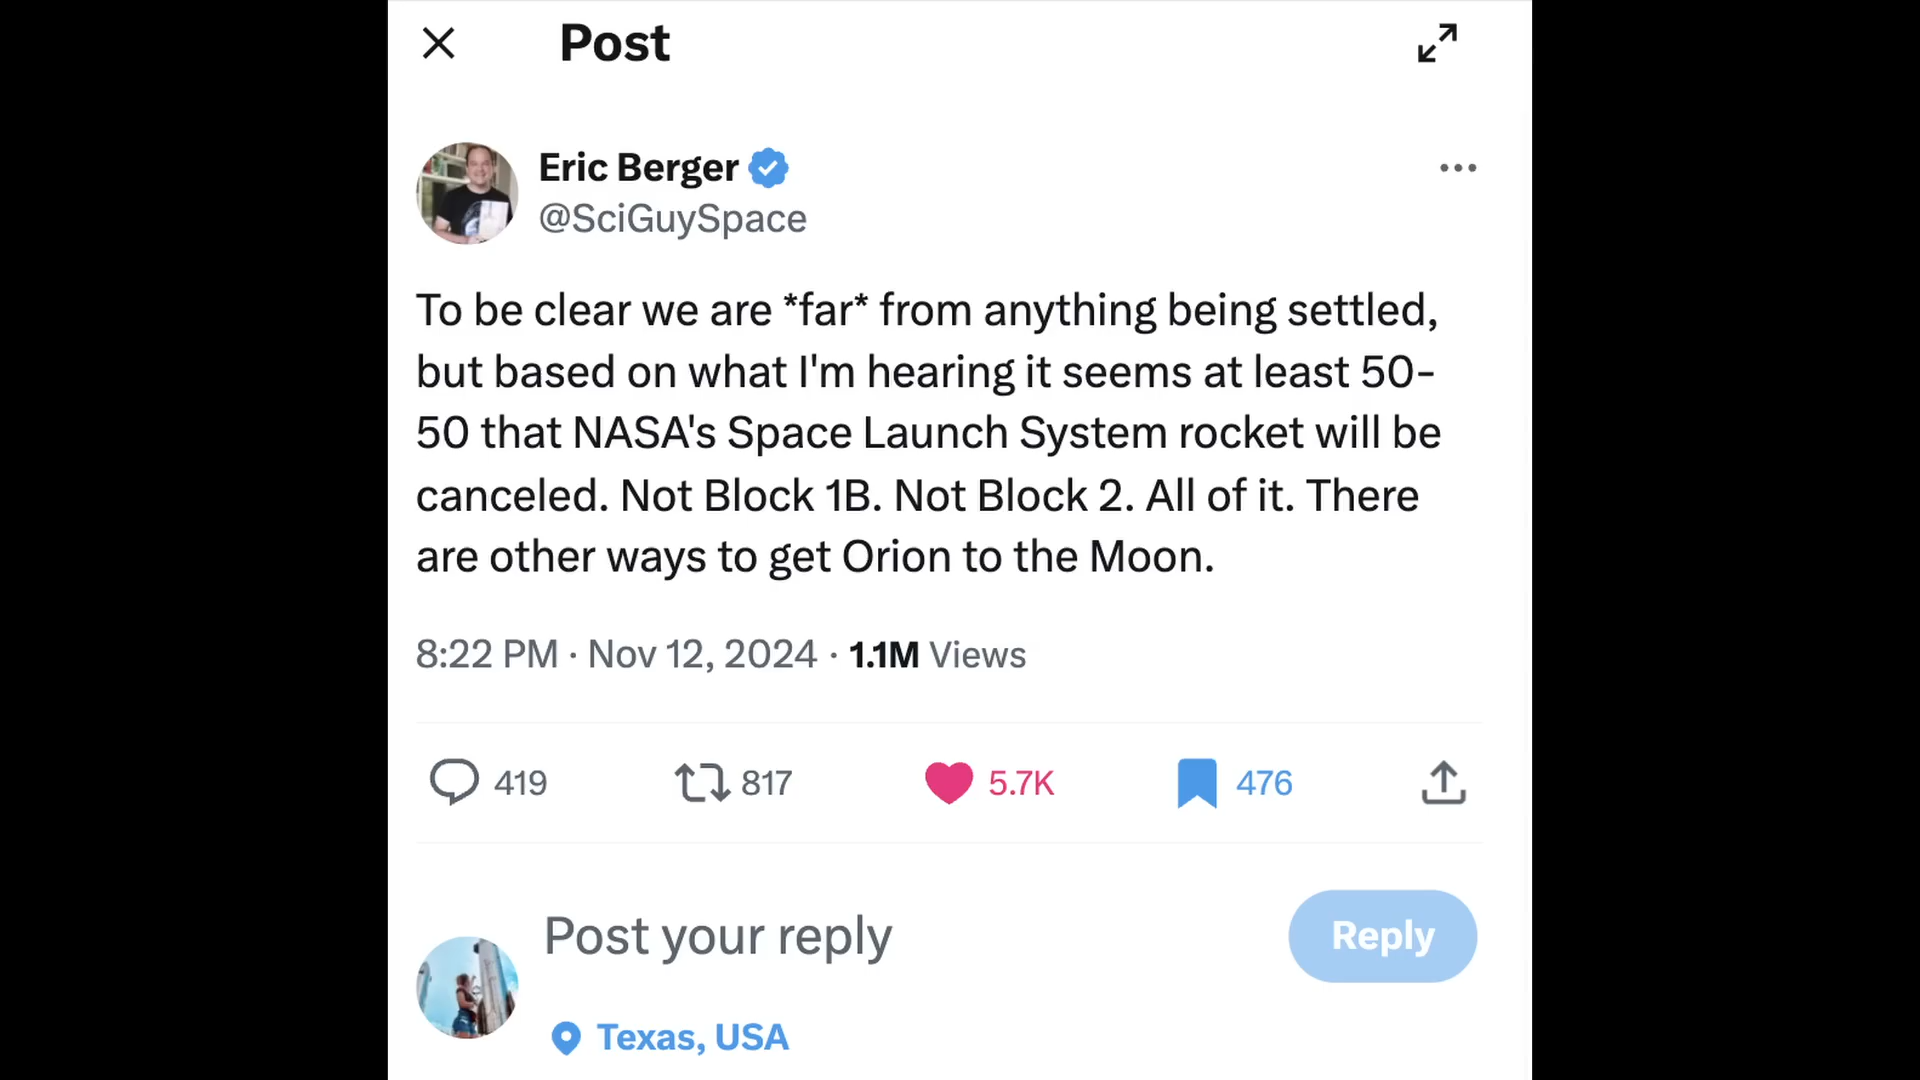 Post
Eric Berger
@SciGuySpace
To be clear we are *far* from anything being settled,
but based on what I'm hearing it seems at least 50-
50 that NASA's Space Launch System rocket will be
canceled. Not Block 1B. Not Block 2. All of it. There
are other ways to get Orion to the Moon.
8:22 PM · Nov 12, 2024 · 1.1M Views
419 817 5.7K 476
Post your reply
Reply
Texas, USA